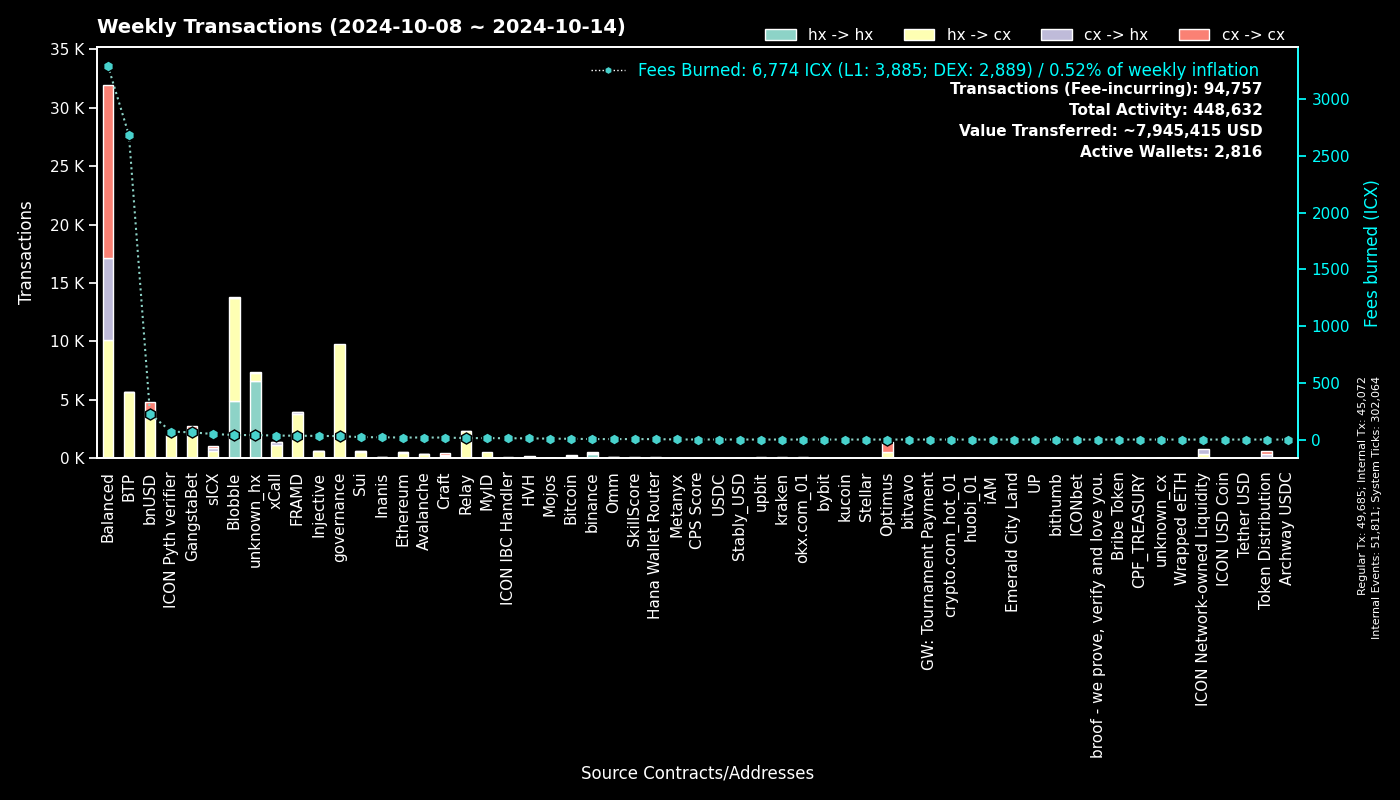 Weekly Transactions (2024-10-08 ~ 2024-10-14)
hx -> hx
hx -> cx
cx -> hx
cx -> cx
Fees Burned: 6,774 ICX (L1: 3,885; DEX: 2,889) / 0.52% of weekly inflation
Transactions (Fee-incurring): 94,757
Total Activity: 448,632
Value Transferred: ~7,945,415 USD
Active Wallets: 2,816
Transactions
35 K
30 K
25 K
20 K
15 K
10 K
5 K
0 K
3000
2500
2000
1500
1000
500
0
Fees burned (ICX)
Regular Tx: 49,685; Internal Tx: 45,072
Internal Events: 51,811; System Ticks: 302,064
Balanced
BTP
bnUSD
ICON Pyth verifier
GangstaBet
sICX
Blobble
unknown_hx
xCall
FRAMD
Injective
governance
Sui
Inanis
Ethereum
Avalanche
Craft
Relay
MyID
ICON IBC Handler
HVH
Mojos
Bitcoin
binance
Omm
SkillScore
Hana Wallet Router
Metanyx
CPS Score
USDC
Stably_USD
upbit
kraken
okx.com_01
bybit
kucoin
Stellar
Optimus
bitvavo
GW: Tournament Payment
crypto.com_hot_01
huobi_01
iAM
Emerald City Land
UP
bithumb
ICONbet
broof - we prove, verify and love you.
Bribe Token
CPF_TREASURY
unknown_cx
Wrapped eETH
ICON Network-owned Liquidity
ICON USD Coin
Tether USD
Token Distribution
Archway USDC
Source Contracts/Addresses